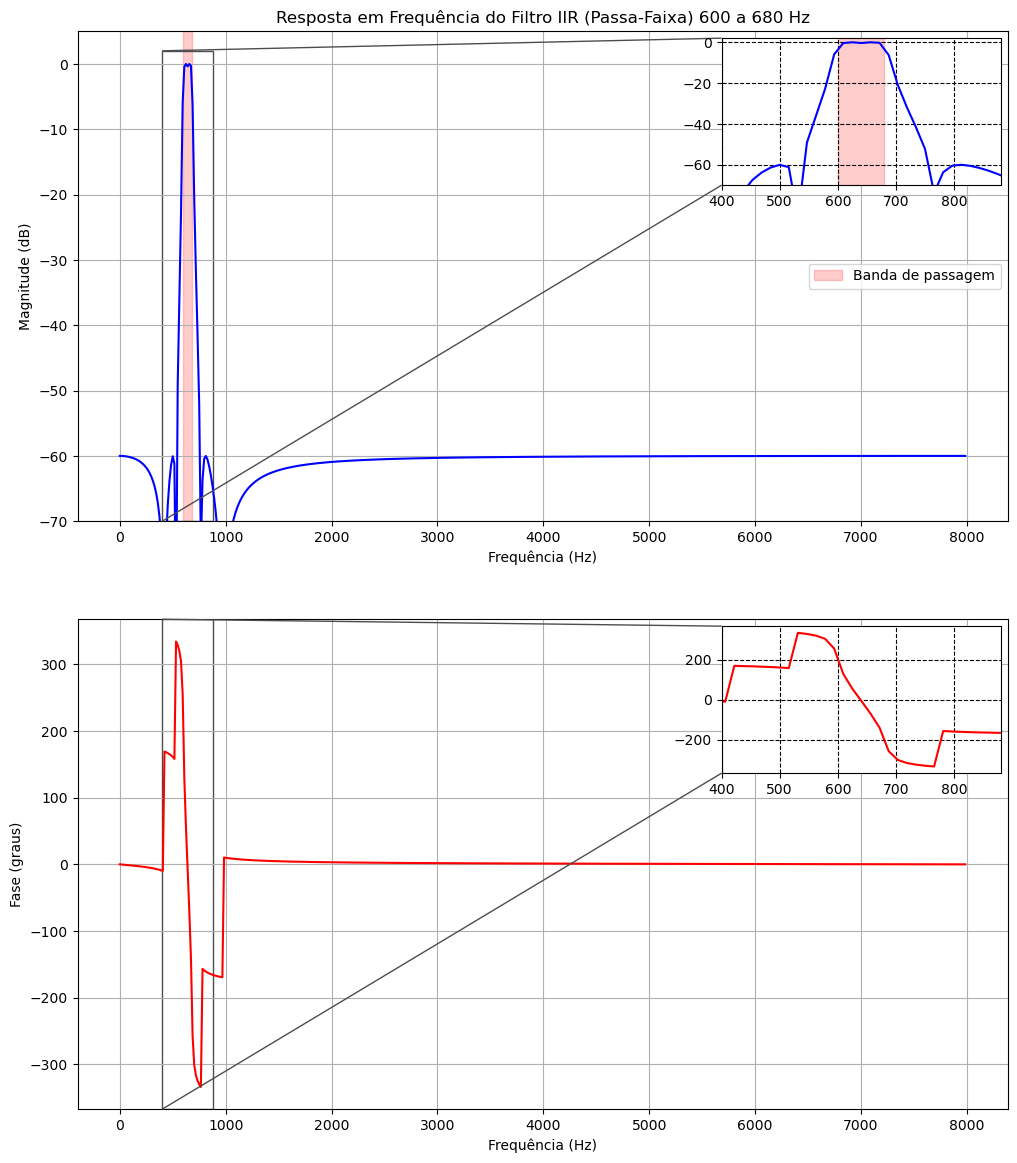 Resposta em Frequência do Filtro IIR (Passa-Faixa) 600 a 680 Hz
0
−10
−20
−30
−40
−50
−60
−70
Magnitude (dB)
0
−20
−40
−60
400 500 600 700 800
Banda de passagem
0 1000 2000 3000 4000 5000 6000 7000 8000
Frequência (Hz)
300
200
100
0
−100
−200
−300
Fase (graus)
200
0
−200
400 500 600 700 800
0 1000 2000 3000 4000 5000 6000 7000 8000
Frequência (Hz)